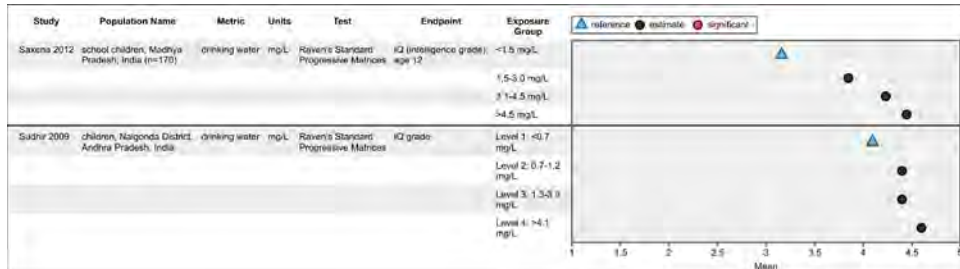 Study Population Name Metric Units Test Endpoint Exposure Group
reference estimate significant
Saxena 2012 school children, Madhya Pradesh, India (n=170) drinking water mg/L Raven's Standard Progressive Matrices IQ (intelligence grade), age 12 <1.5 mg/L
1.5-3.0 mg/L
3.1-4.5 mg/L
>4.5 mg/L
Sudhir 2009 children, Nalgonda District, Andhra Pradesh, India drinking water mg/L Raven's Standard Progressive Matrices IQ grade Level 1: <0.7 mg/L
Level 2: 0.7-1.2 mg/L
Level 3: 1.3-3.9 mg/L
Level 4: >4.1 mg/L
1 1.5 2 2.5 3 3.5 4 4.5 5
Mean